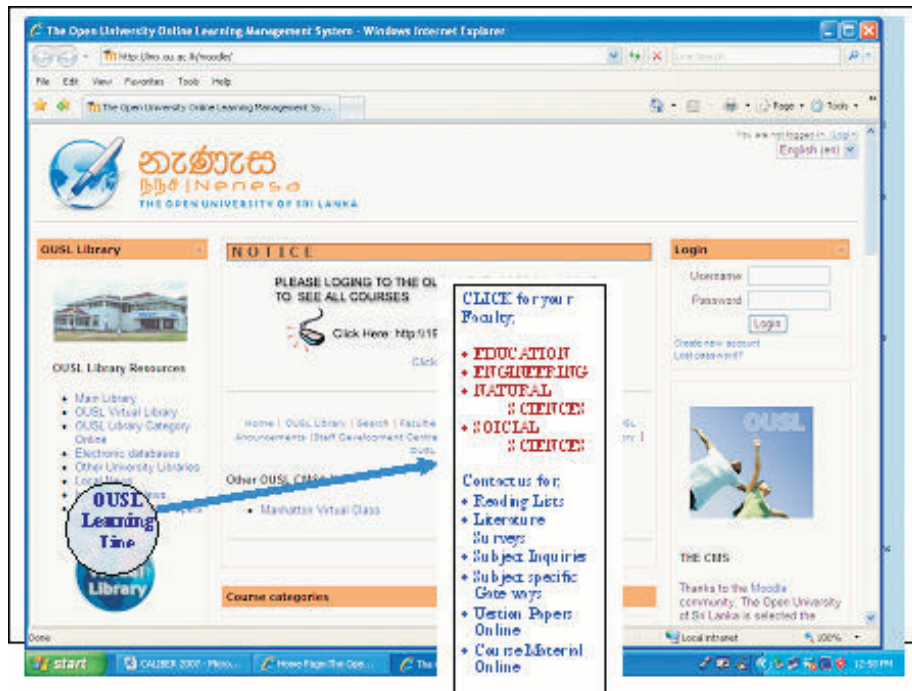 The Open University Online Learning Management System - Windows Internet Explorer
File Edit View Favorites Tools Help
The Open University Online Learning Management Sy...
Page Tools
You are not logged in. (Login)
English (en)
නැණැස
நநச | Nenesa
THE OPEN UNIVERSITY OF SRI LANKA
OUSL Library
OUSL Library Resources
Main Library
OUSL Virtual Library
OUSL Library Category
Online
Electronic databases
Other University Libraries
OUSL
Learning
Line
Library
NOTICE
PLEASE LOGING TO THE OU
TO SEE ALL COURSES
Click Here: http://19
Click
Home | OUSL Library | Search |
Other OUSL CMS
Manhattan Virtual Class
Course categories
CLICK for your
Faculty;
EDUCATION
ENGINEERING
NATURAL
SCIENCES
SOICIAL
SCIENCES
Contact us for;
Reading Lists
Literature
Surveys
Subject Inquiries
Subject specific
Gate ways
Uestion Papers
Online
Course Material
Online
Login
Username
Password
Login
Create new account
Lost password?
OUSL
THE CMS
Thanks to the Moodle
community, The Open University
of Sri Lanka is selected the
Done
Local intranet
100%
start
CALIBER 2007 - Micro...
Home Page The Ope...
The
12:50 PM